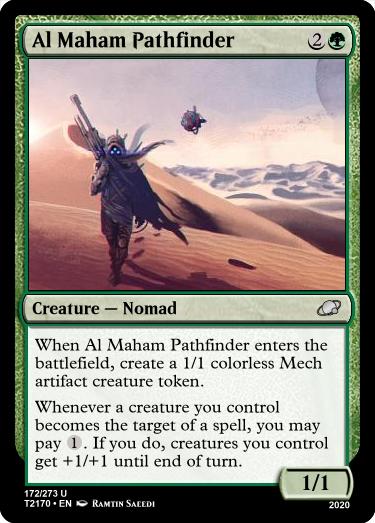 Al Maham Pathfinder 2
Creature — Nomad
When Al Maham Pathfinder enters the
battlefield, create a 1/1 colorless Mech
artifact creature token.
Whenever a creature you control
becomes the target of a spell, you may
pay 1. If you do, creatures you control
get +1/+1 until end of turn.
1/1
172/273 U
T2170 • EN Ramtin Saeedi
2020